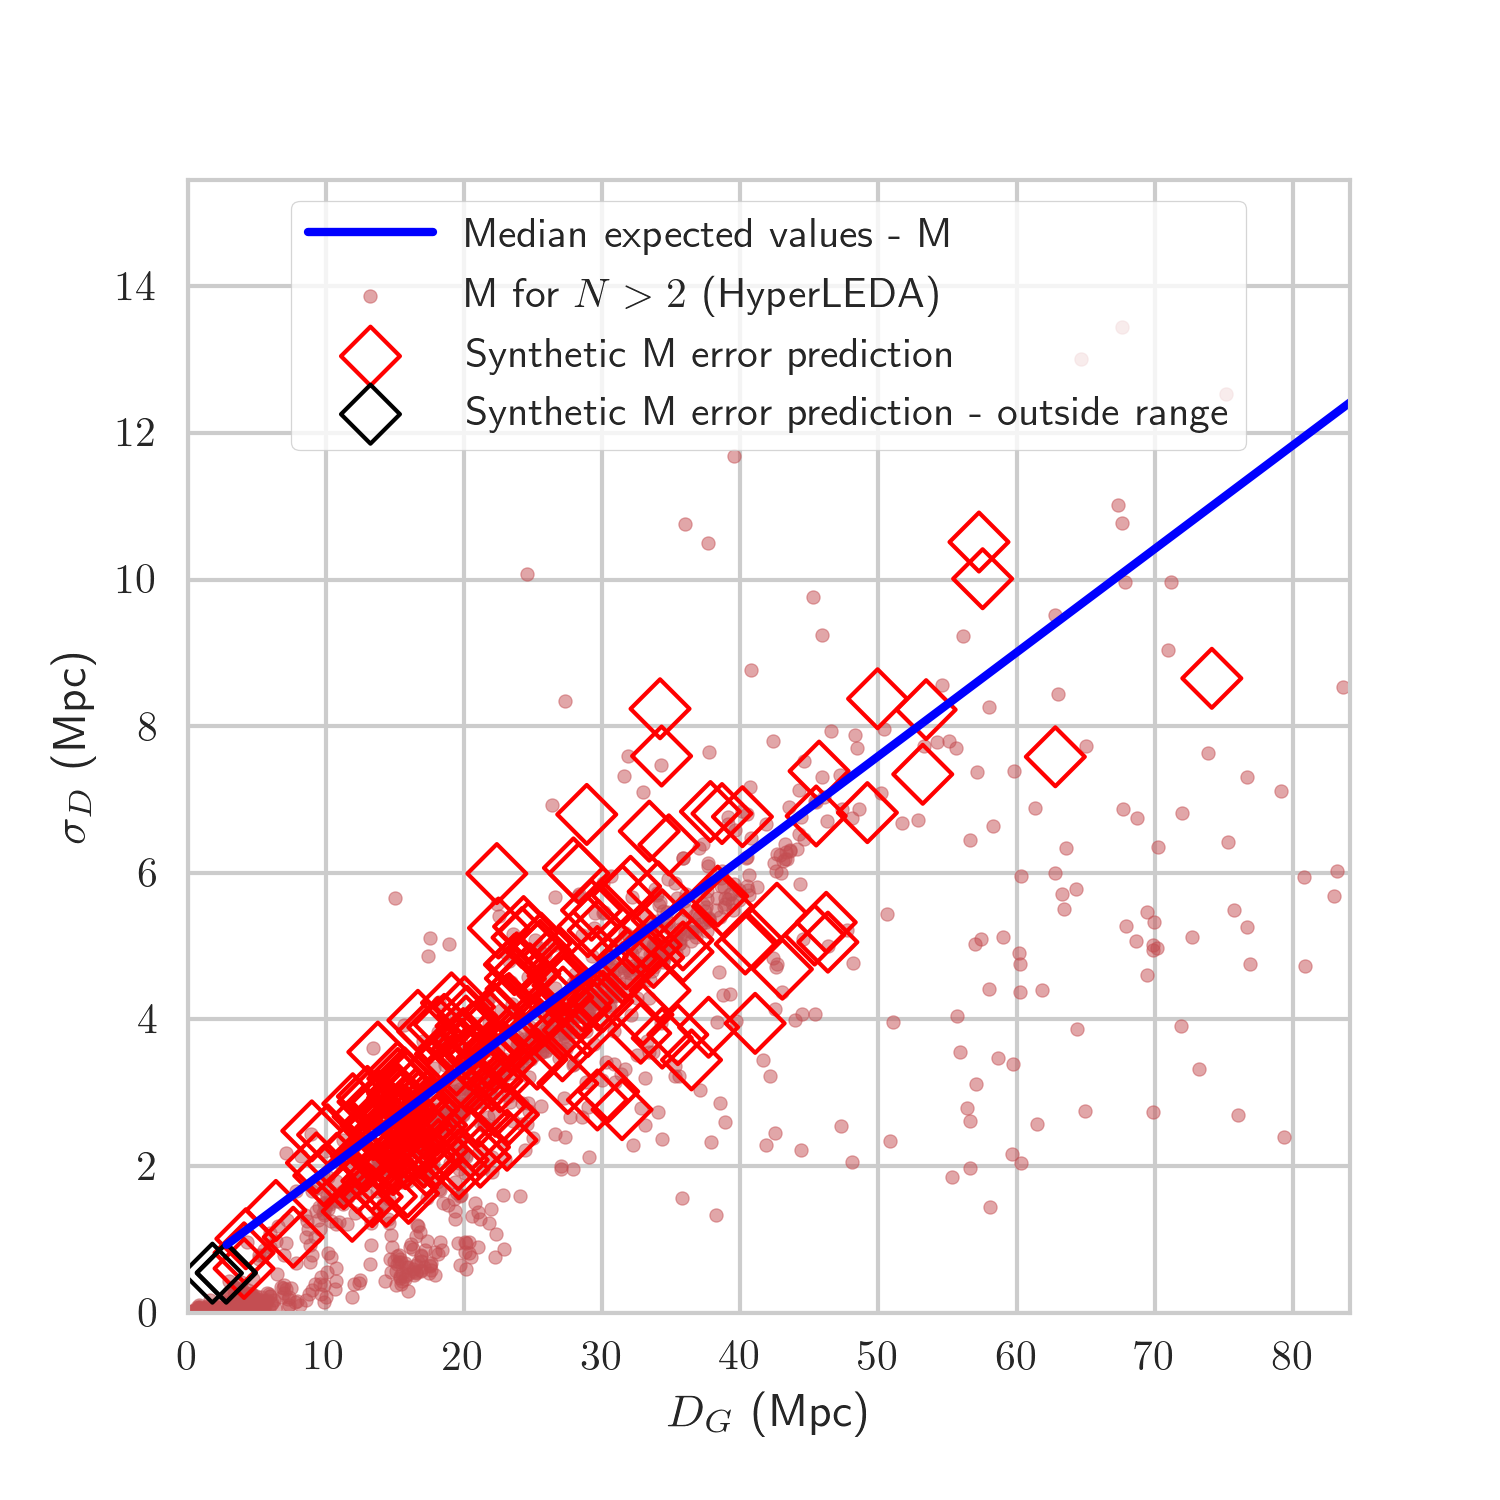 Median expected values - M
M for N > 2 (HyperLEDA)
Synthetic M error prediction
Synthetic M error prediction - outside range
14
12
10
8
6
4
2
0
σ_D (Mpc)
0 10 20 30 40 50 60 70 80
D_G (Mpc)